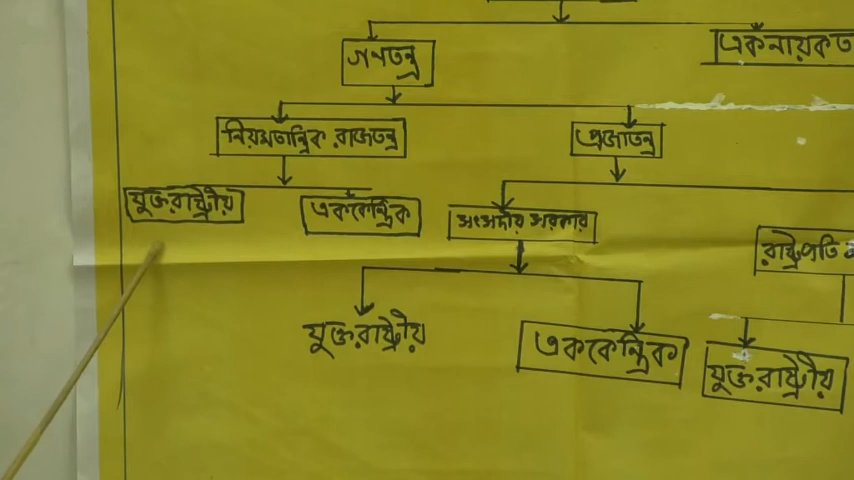 গণতন্ত্র
একনায়কত
নিয়মতান্ত্রিক রাজতন্ত্র
প্রজাতন্ত্র
যুক্তরাষ্ট্রীয়
এককেন্দ্রিক
সংসদীয় সরকার
রাষ্ট্রপতি
যুক্তরাষ্ট্রীয়
এককেন্দ্রিক
যুক্তরাষ্ট্রীয়